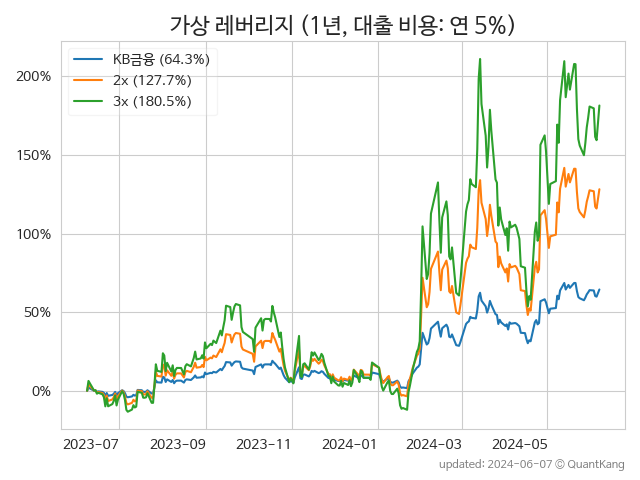 가상 레버리지 (1년, 대출 비용: 연 5%)
KB금융 (64.3%)
2x (127.7%)
3x (180.5%)
200%
150%
100%
50%
0%
2023-07
2023-09
2023-11
2024-01
2024-03
2024-05
updated: 2024-06-07 © QuantKang